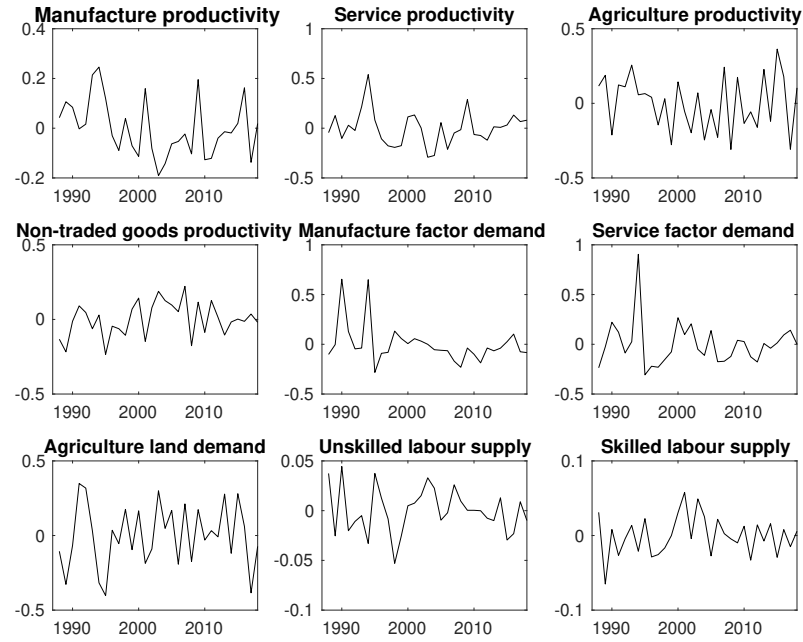 Manufacture productivity
0.4
0.2
0
-0.2
1990 2000 2010
Service productivity
1
0.5
0
-0.5
1990 2000 2010
Agriculture productivity
0.5
0
-0.5
1990 2000 2010
Non-traded goods productivity
0.5
0
-0.5
1990 2000 2010
Manufacture factor demand
1
0.5
0
-0.5
1990 2000 2010
Service factor demand
1
0.5
0
-0.5
1990 2000 2010
Agriculture land demand
0.5
0
-0.5
1990 2000 2010
Unskilled labour supply
0.05
0
-0.05
-0.1
1990 2000 2010
Skilled labour supply
0.1
0
-0.1
1990 2000 2010